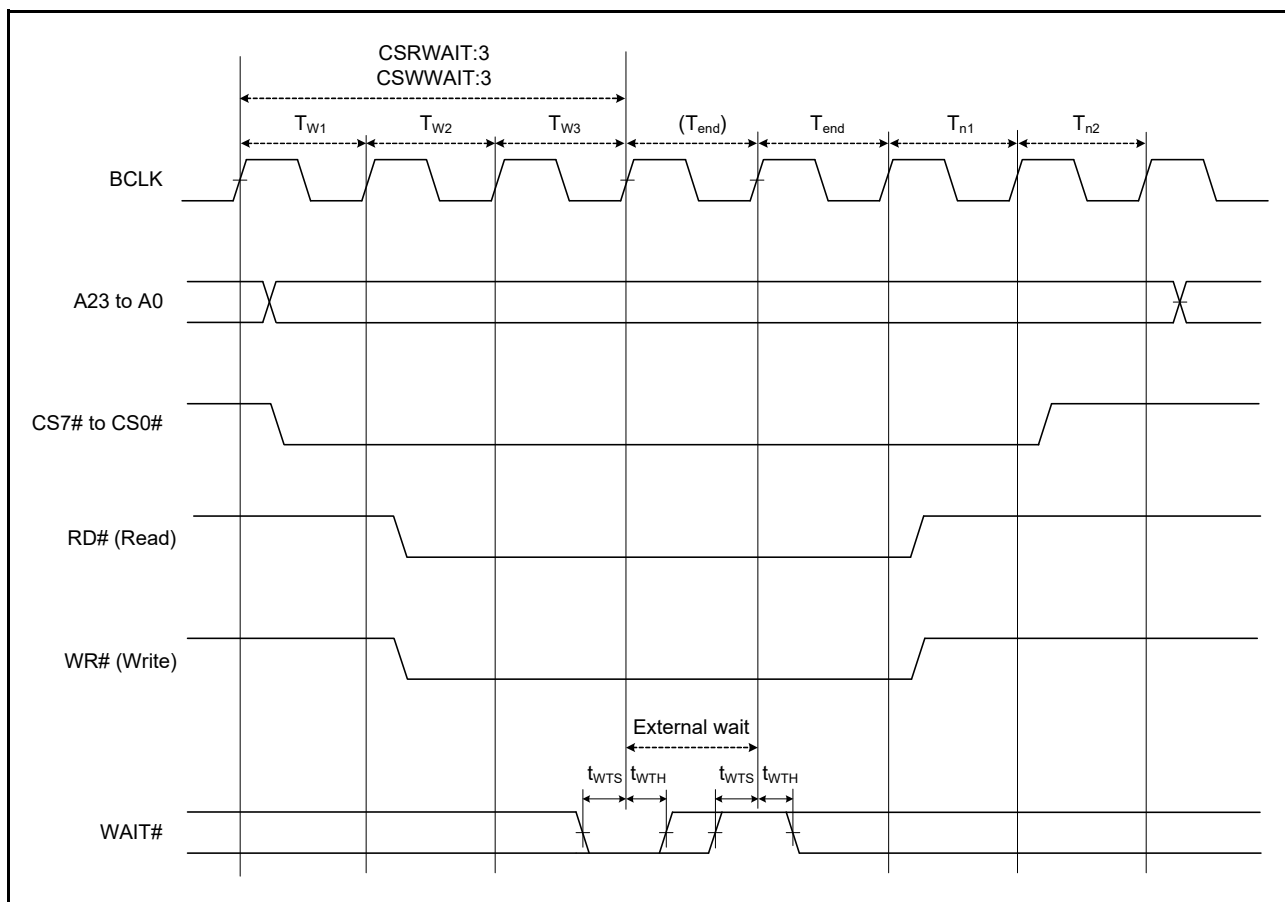 CSRWAIT:3
CSWWAIT:3
TW1 TW2 TW3 (Tend) Tend Tn1 Tn2
BCLK
A23 to A0
CS7# to CS0#
RD# (Read)
WR# (Write)
External wait
tWTS tWTH tWTS tWTH
WAIT#